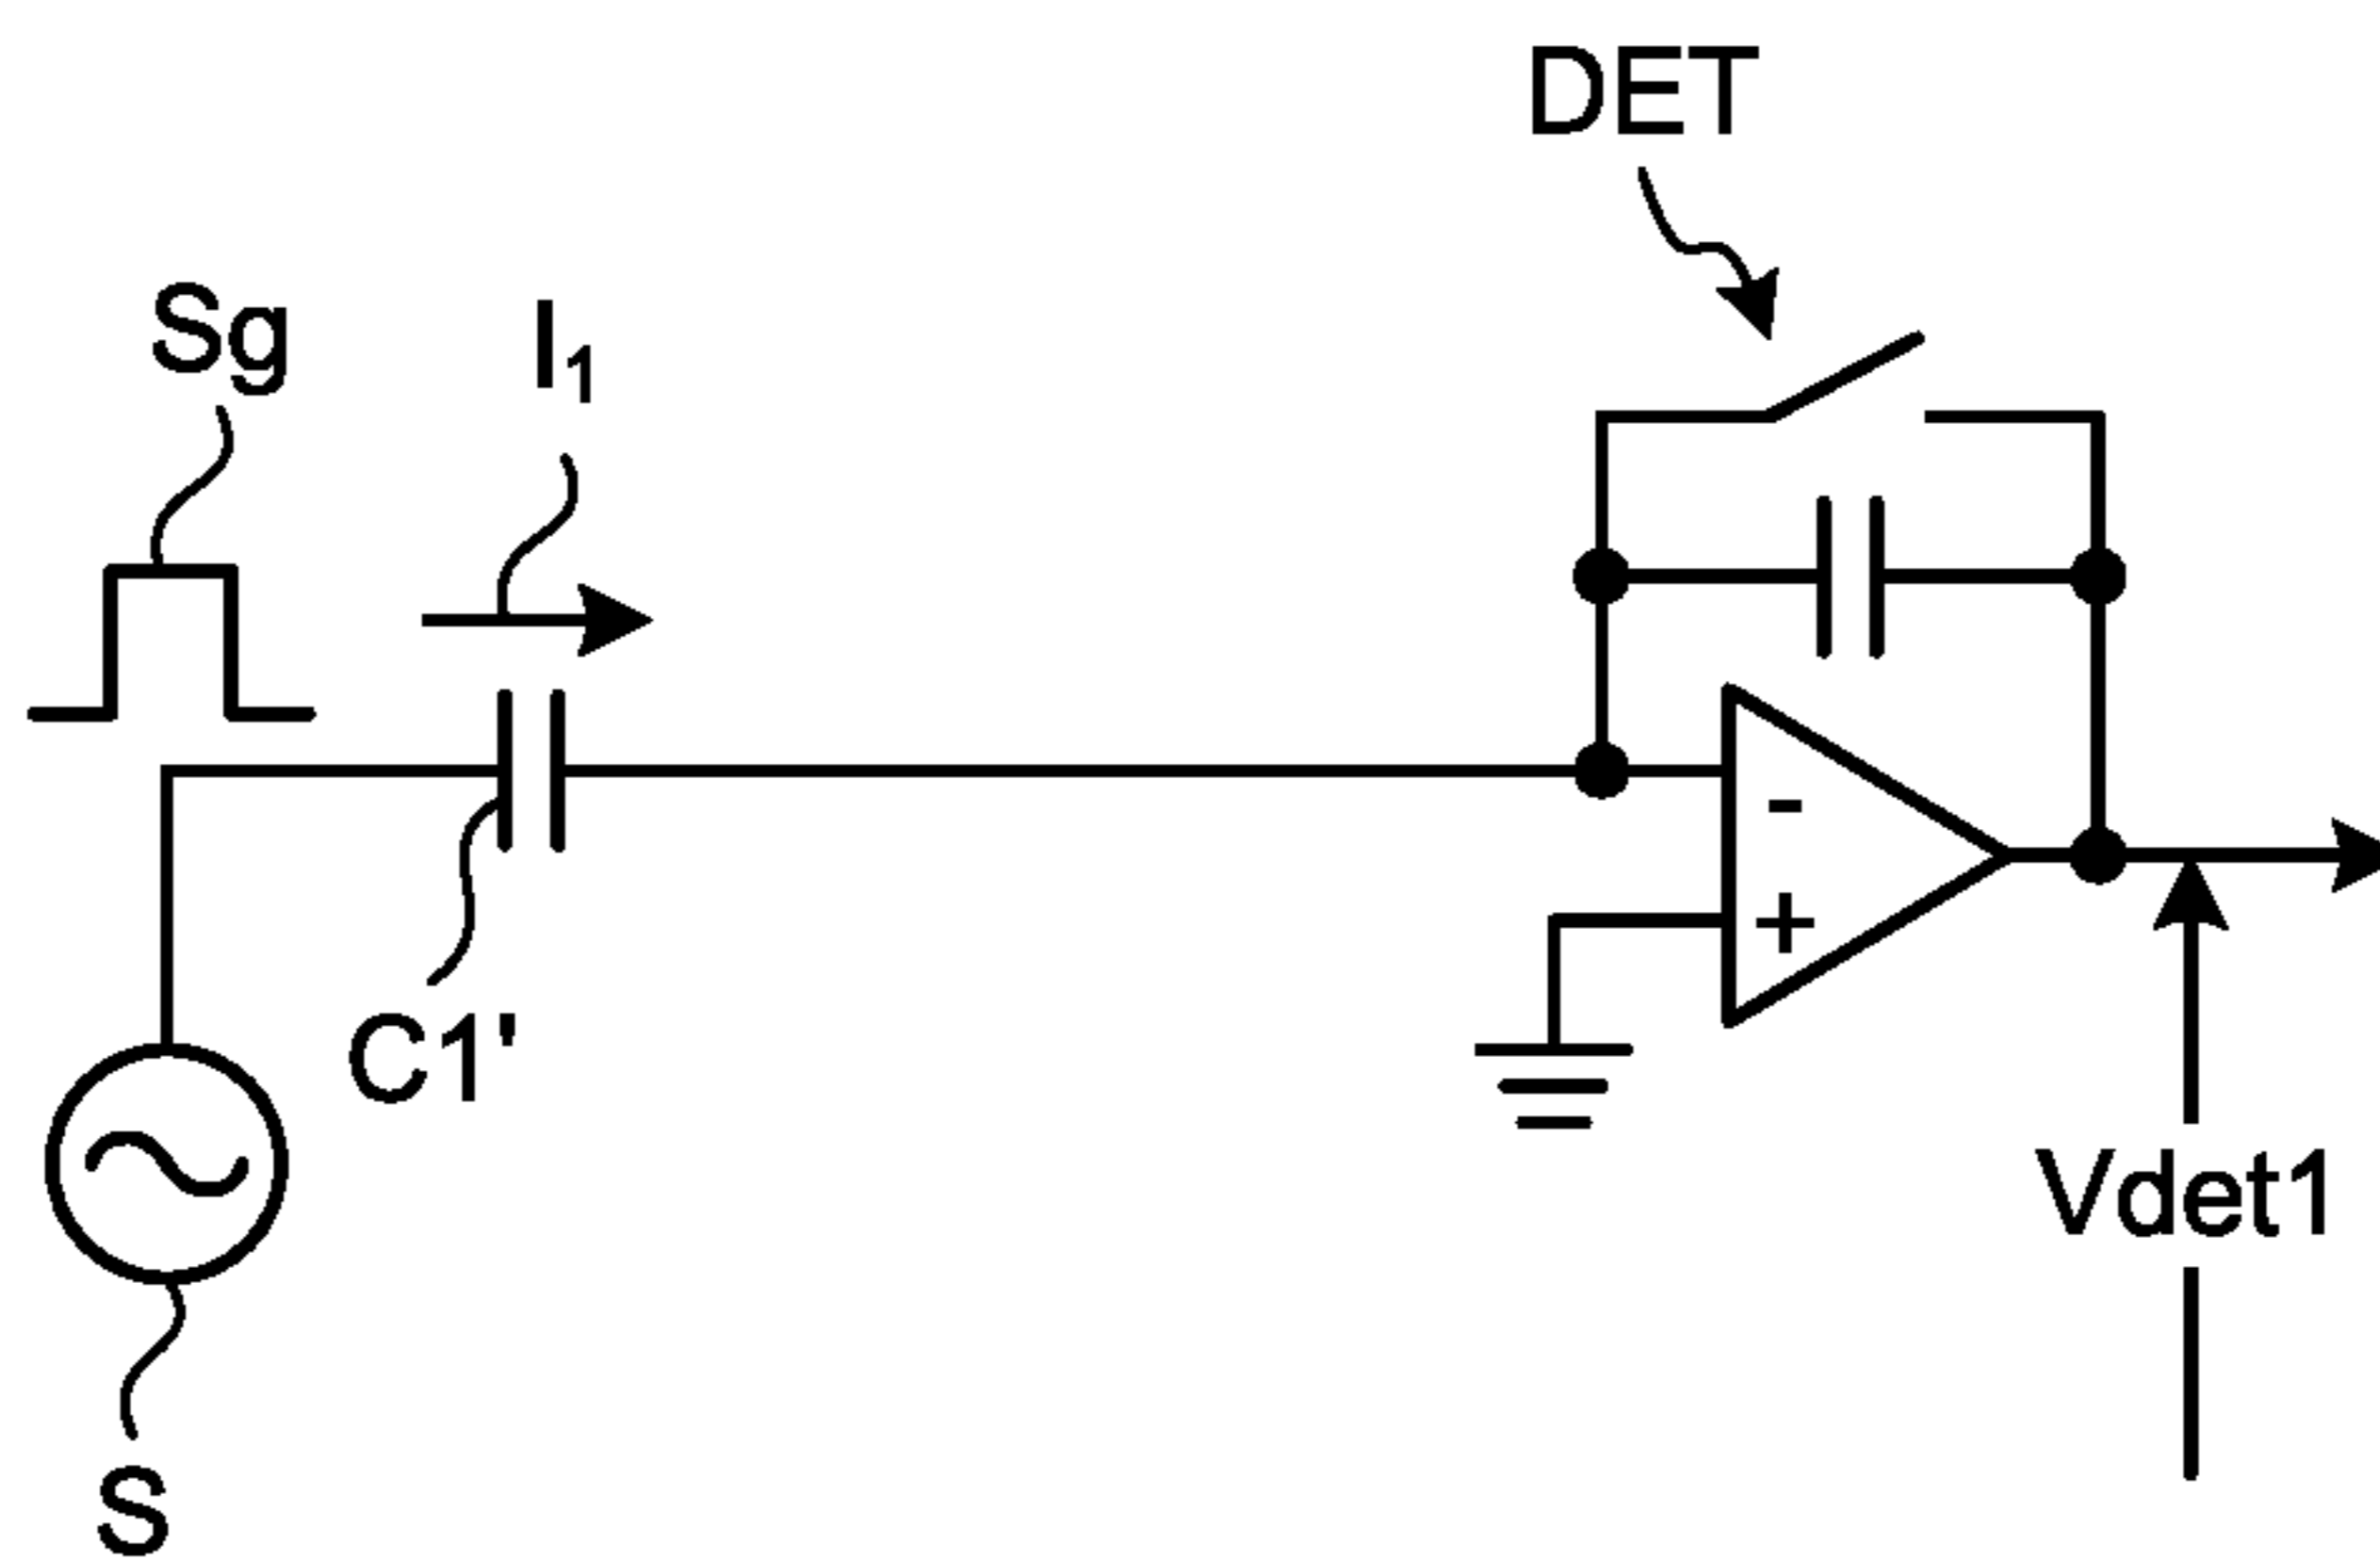 DET
Sg
I₁
-
+
C1'
Vdet1
S